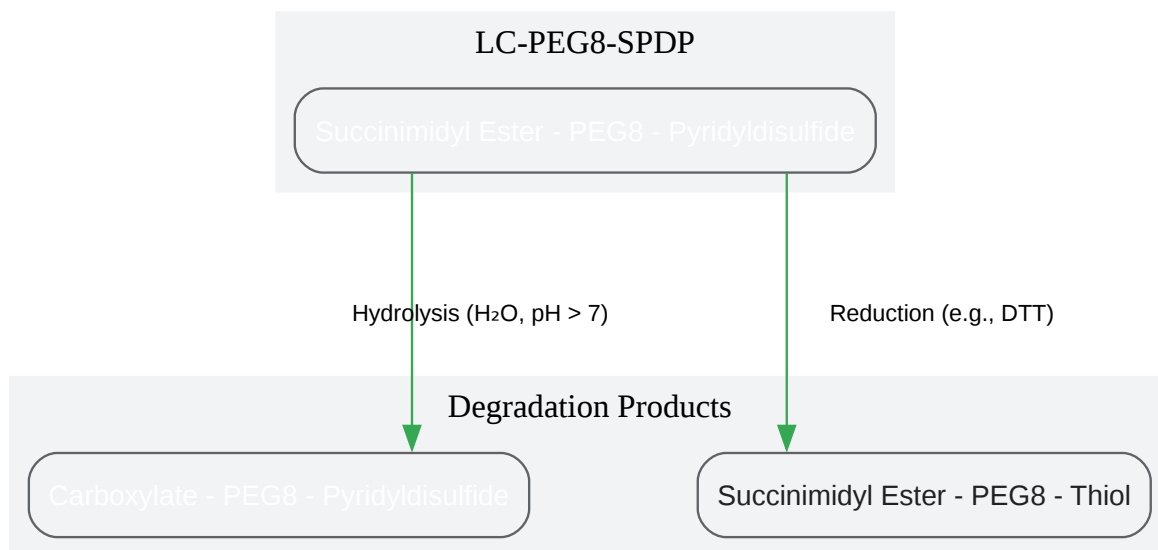 LC-PEG8-SPDP
Succinimidyl Ester - PEG8 - Pyridyldisulfide
Hydrolysis (H₂O, pH > 7)
Reduction (e.g., DTT)
Degradation Products
Carboxylate - PEG8 - Pyridyldisulfide
Succinimidyl Ester - PEG8 - Thiol